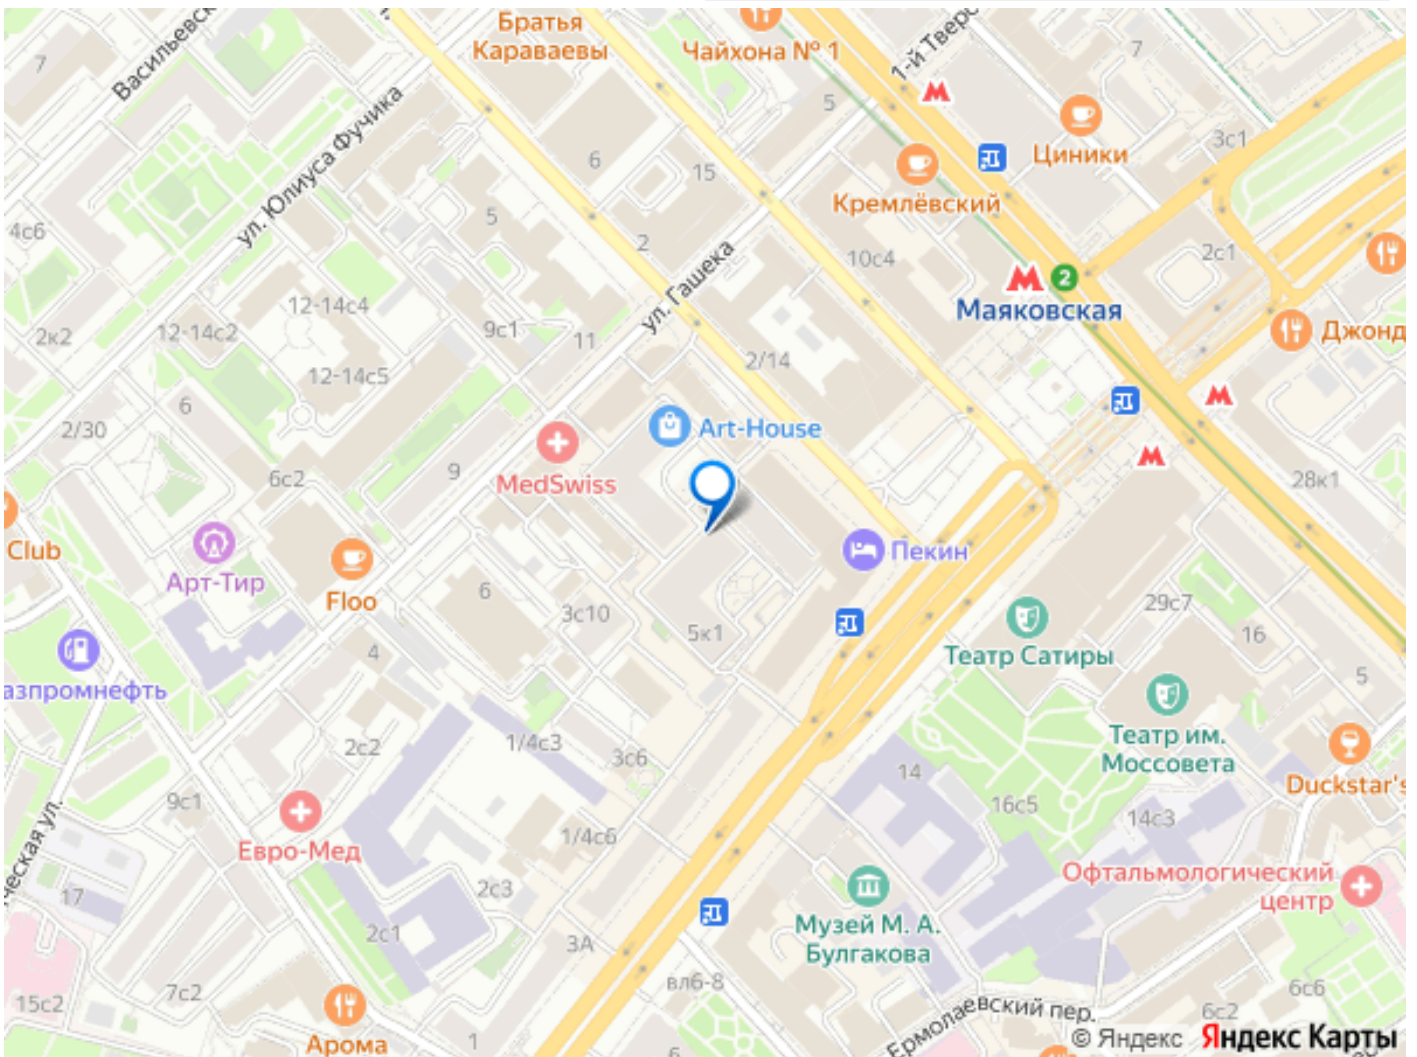 Братья
Караваевы
Чайхона № 1
1-й Тверс
7
7
Васильевск
5
Циники
3с1
ул. Юлиуса Фучика
6
15
Кремлёвский
4с6
5
2
10с4
2с1
ул. Гашека
2
Маяковская
12-14с4
2к2
12-14с2
9с1
11
Джонд
2/14
12-14с5
6
Art-House
2/30
MedSwiss
9
6с2
28к1
Club
Арт-Тир
Floo
Пекин
6
3с10
5к1
29с7
16
Театр Сатиры
4
азпромнефть
5
Театр им.
Моссовета
2с2
1/4с3
3с6
14
Duckstar's
9с1
16с5
14с3
ческая ул.
Евро-Мед
1/4с6
Офтальмологический
центр
17
2с3
Музей М. А.
Булгакова
2с1
3А
вл6-8
7с2
15с2
6с6
6с2
Ермолаевский пер.
Арома
1
6
© Яндекс Яндекс Карты